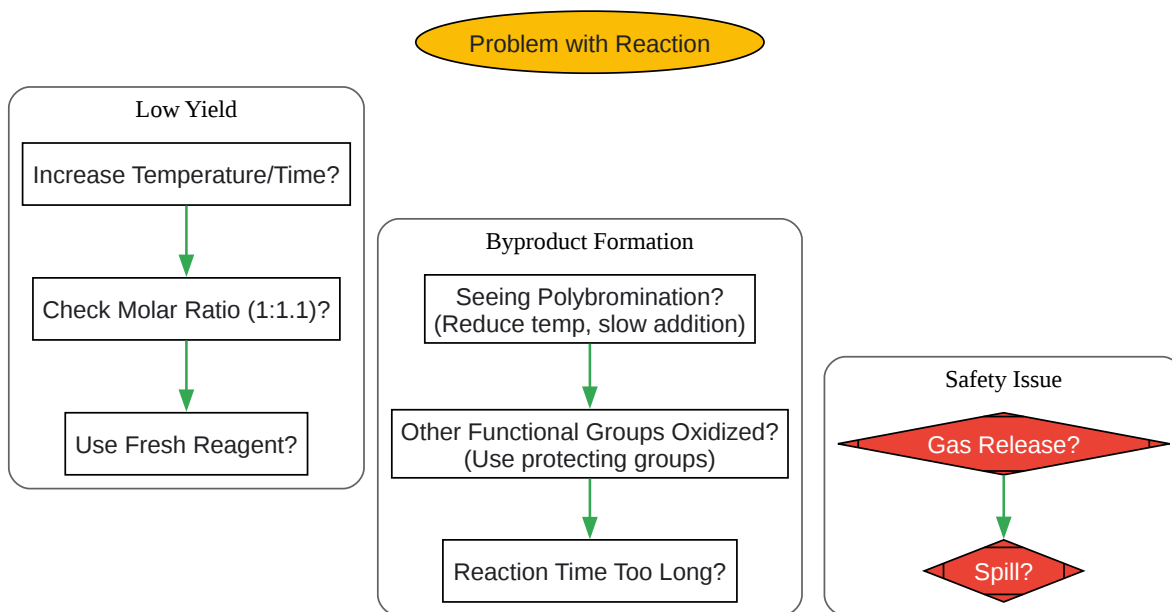 Problem with Reaction
Low Yield
Increase Temperature/Time?
Check Molar Ratio (1:1.1)?
Use Fresh Reagent?
Byproduct Formation
Seeing Polybromination?
(Reduce temp, slow addition)
Other Functional Groups Oxidized?
(Use protecting groups)
Reaction Time Too Long?
Safety Issue
Gas Release?
Spill?